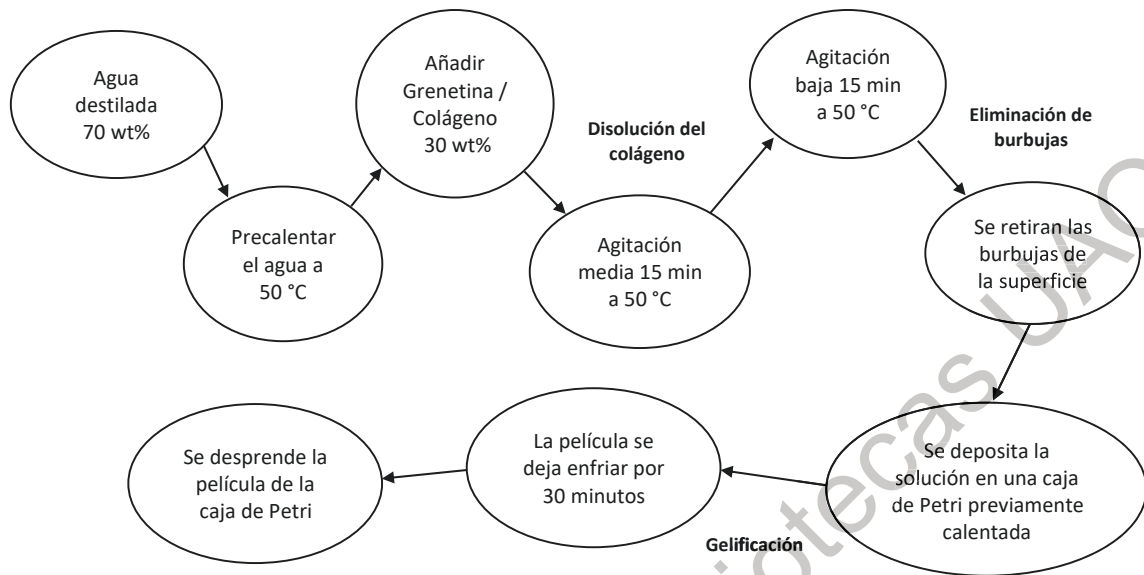 Agua
destilada
70 wt%
Precalentar
el agua a
50 °C
Añadir
Grenetina /
Colágeno
30 wt%
Disolución del
colágeno
Agitación
media 15 min
a 50 °C
Agitación
baja 15 min
a 50 °C
Eliminación de
burbujas
Se retiran las
burbujas de
la superficie
Se deposita la
solución en una caja
de Petri previamente
calentada
Gelificación
La película se
deja enfriar por
30 minutos
Se desprende la
película de la
caja de Petri